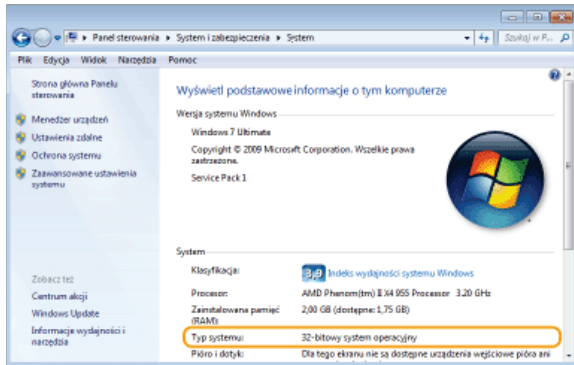 Panel sterowania ▸ System i zabezpieczenia ▸ System
Szukaj w P...
Plik Edycja Widok Narzędzia Pomoc
Strona główna Panelu
sterowania
Menedżer urządzeń
Ustawienia zdalne
Ochrona systemu
Zaawansowane ustawienia
systemu
Zobacz też
Centrum akcji
Windows Update
Informacje wydajności i
narzędzia
Wyświetl podstawowe informacje o tym komputerze
Wersja systemu Windows
Windows 7 Ultimate
Copyright © 2009 Microsoft Corporation. Wszelkie prawa
zastrzeżone.
Service Pack 1
System
Klasyfikacja: 3,9 Indeks wydajności systemu Windows
Procesor: AMD Phenom(tm) II X4 955 Processor 3.20 GHz
Zainstalowana pamięć 2,00 GB (dostępne: 1,75 GB)
(RAM):
Typ systemu: 32-bitowy system operacyjny
Pióro i dotyk: Dla tego ekranu nie są dostępne urządzenia wejściowe pióra ani